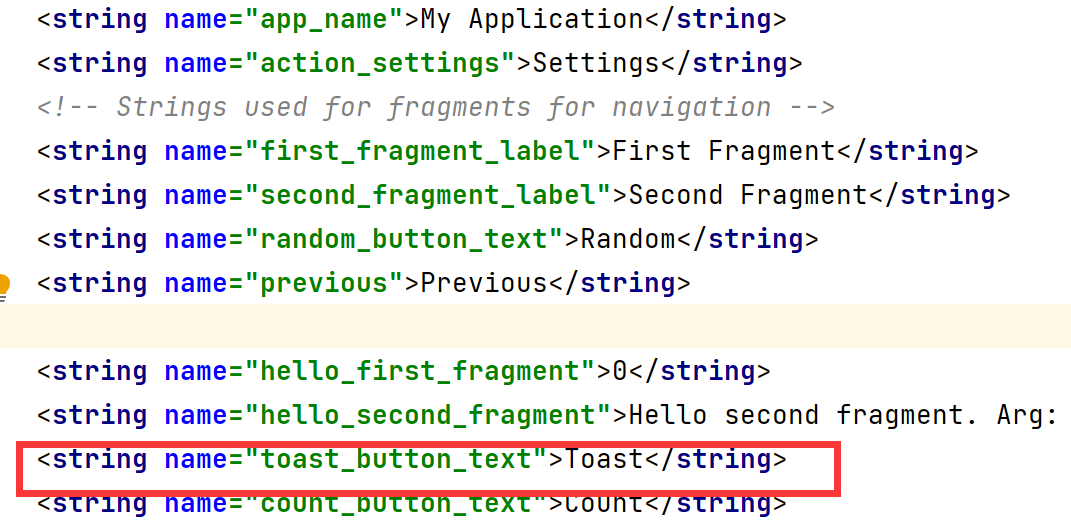 <string name="app_name">My Application</string>
<string name="action_settings">Settings</string>
<!-- Strings used for fragments for navigation -->
<string name="first_fragment_label">First Fragment</string>
<string name="second_fragment_label">Second Fragment</string>
<string name="random_button_text">Random</string>
<string name="previous">Previous</string>
<string name="hello_first_fragment">0</string>
<string name="hello_second_fragment">Hello second fragment. Arg:
<string name="toast_button_text">Toast</string>
<string name="count_button_text">Count</string>